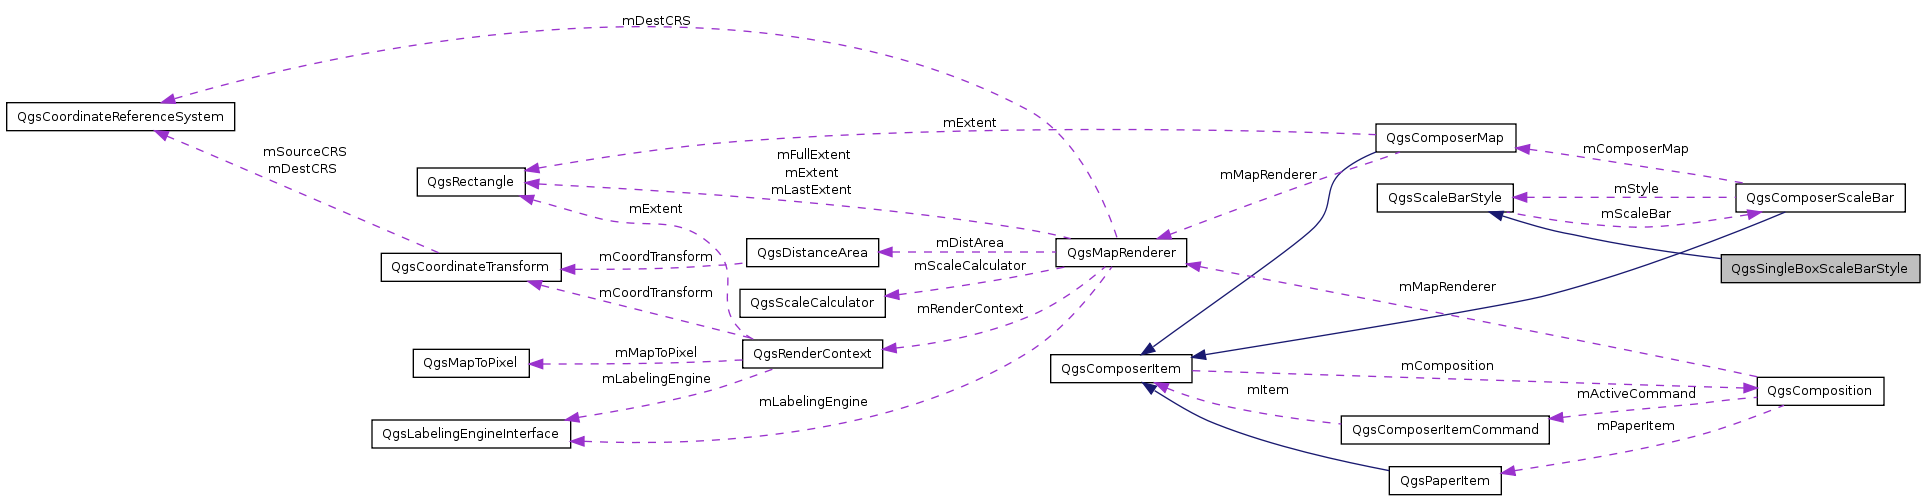 mDestCRS
QgsCoordinateReferenceSystem
mExtent
QgsComposerMap
mSourceCRS
mDestCRS
mFullExtent
mExtent
mLastExtent
mComposerMap
QgsRectangle
mMapRenderer
QgsScaleBarStyle
mStyle
mScaleBar
QgsComposerScaleBar
mExtent
mDistArea
QgsCoordinateTransform
mCoordTransform
QgsDistanceArea
mScaleCalculator
QgsMapRenderer
QgsSingleBoxScaleBarStyle
mCoordTransform
QgsScaleCalculator
mRenderContext
mMapRenderer
QgsMapToPixel
mMapToPixel
QgsRenderContext
QgsComposerItem
mComposition
QgsComposition
mLabelingEngine
mLabelingEngine
mItem
mActiveCommand
QgsLabelingEngineInterface
QgsComposerItemCommand
mPaperItem
QgsPaperItem